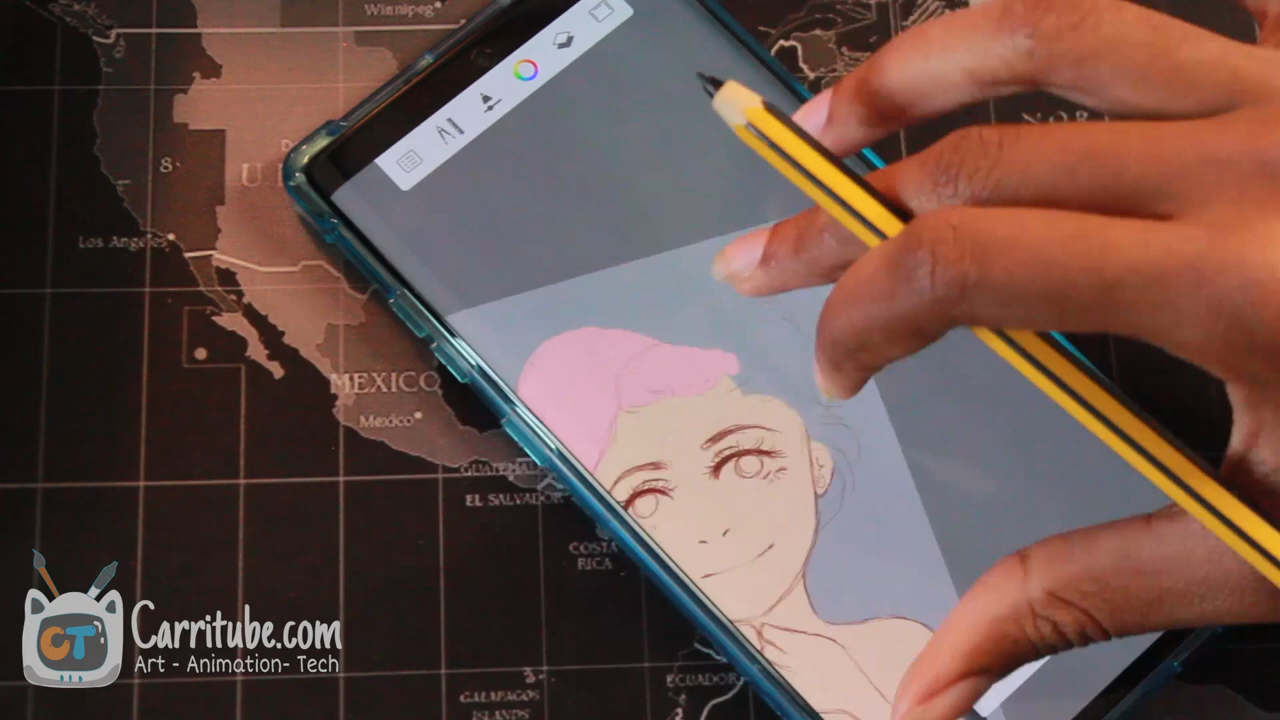 Winnipeg
8
U
Los Angeles
NOR
MEXICO
Mexico
GUATEMALA
EL SALVADOR
COSTA
RICA
CT
Carritube.com
Art - Animation- Tech
ECUADOR
GALAPAGOS
ISLANDS